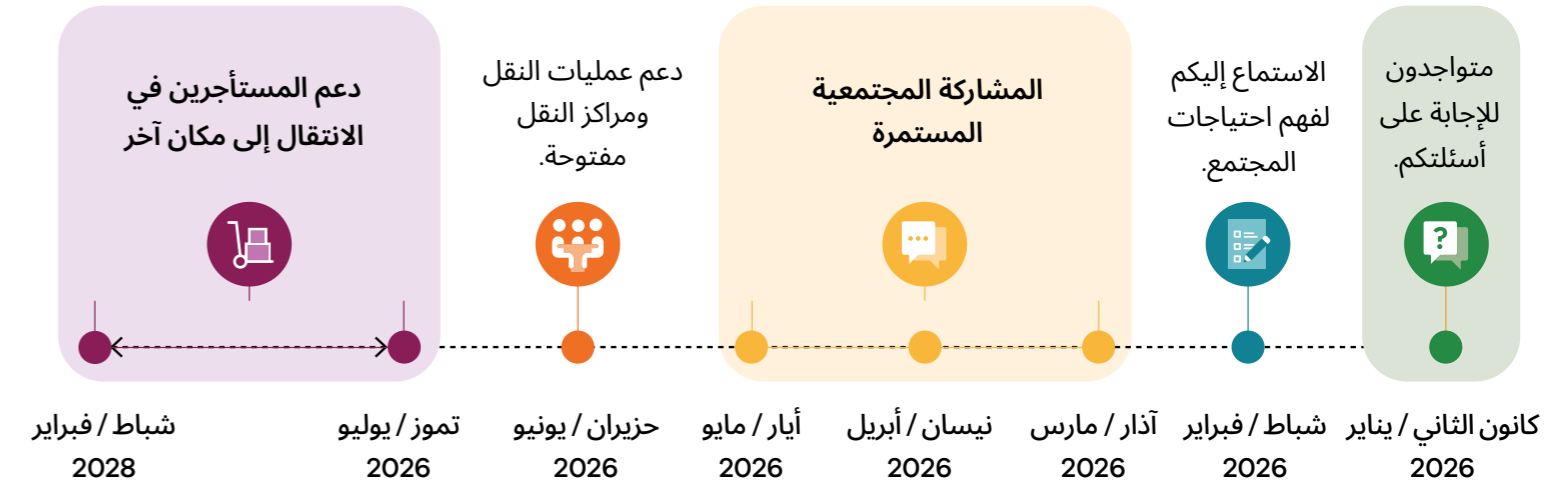 متواجدون
للإجابة على
أسئلتكم.
الاستماع إليكم
لفهم احتياجات
المجتمع.
المشاركة المجتمعية
المستمرة
دعم عمليات النقل
ومراكز النقل
مفتوحة.
دعم المستأجرين في
الانتقال إلى مكان آخر
?
كانون الثاني / يناير
2026
شباط / فبراير
2026
آذار / مارس
2026
نيسان / أبريل
2026
أيار / مايو
2026
حزيران / يونيو
2026
تموز / يوليو
2026
شباط / فبراير
2028